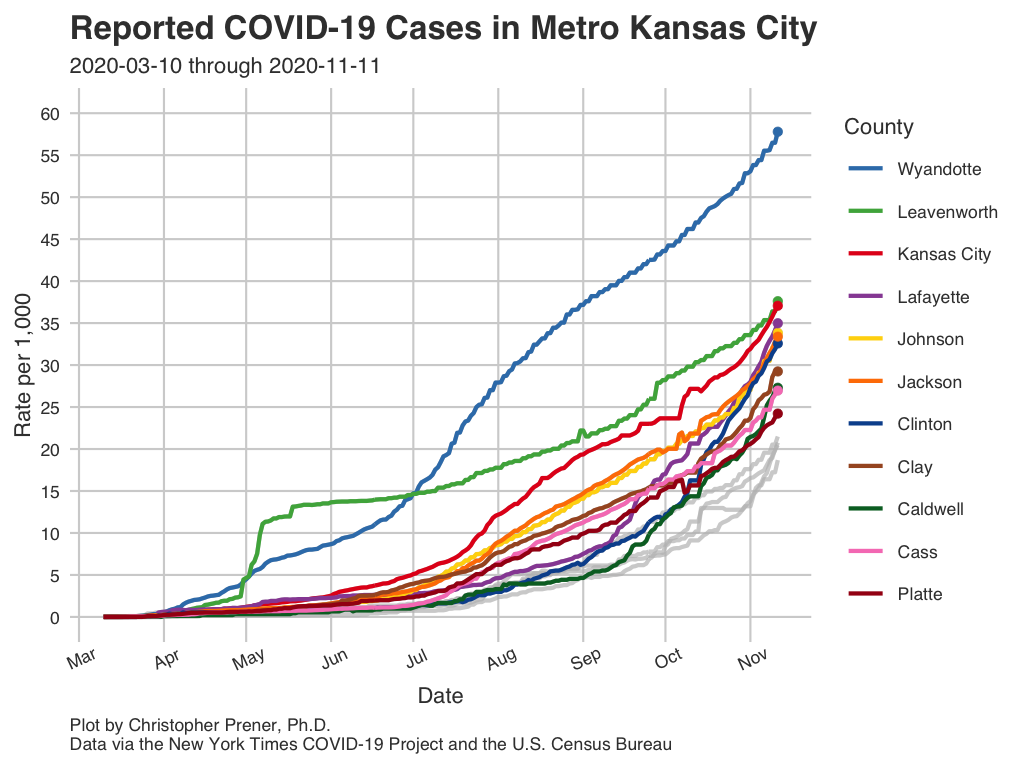 Reported COVID-19 Cases in Metro Kansas City
2020-03-10 through 2020-11-11
Rate per 1,000
60
55
50
45
40
35
30
25
20
15
10
5
0
Mar
Apr
May
Jun
Jul
Aug
Sep
Oct
Nov
Date
County
Wyandotte
Leavenworth
Kansas City
Lafayette
Johnson
Jackson
Clinton
Clay
Caldwell
Cass
Platte
Plot by Christopher Prener, Ph.D.
Data via the New York Times COVID-19 Project and the U.S. Census Bureau